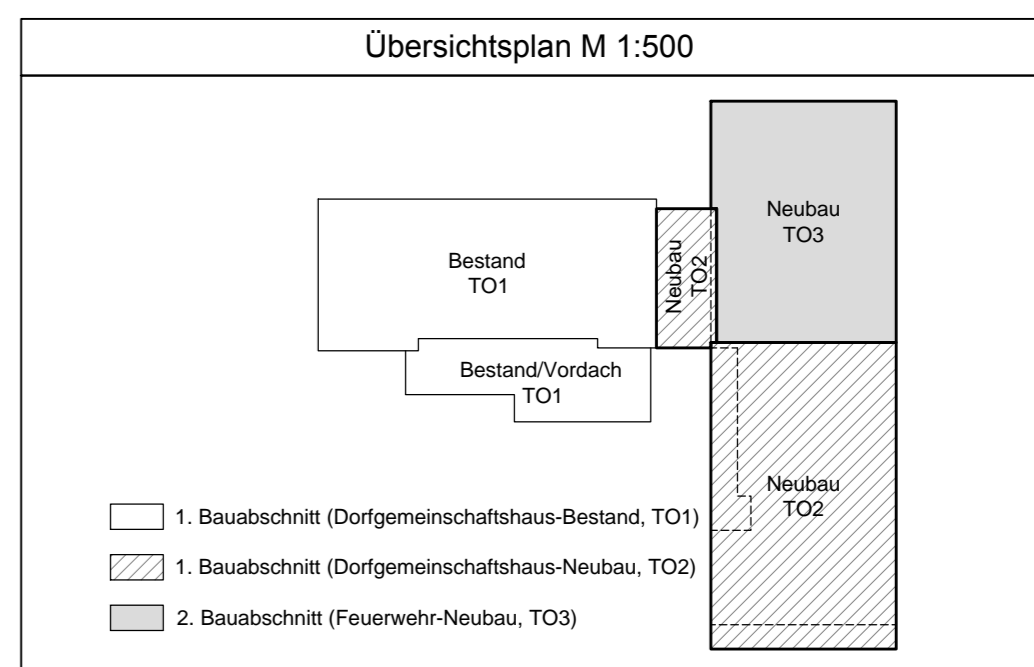 Übersichtsplan M 1:500
Neubau
TO3
Bestand
TO1
Neubau
TO2
Bestand/Vordach
TO1
Neubau
TO2
1. Bauabschnitt (Dorfgemeinschaftshaus-Bestand, TO1)
1. Bauabschnitt (Dorfgemeinschaftshaus-Neubau, TO2)
2. Bauabschnitt (Feuerwehr-Neubau, TO3)